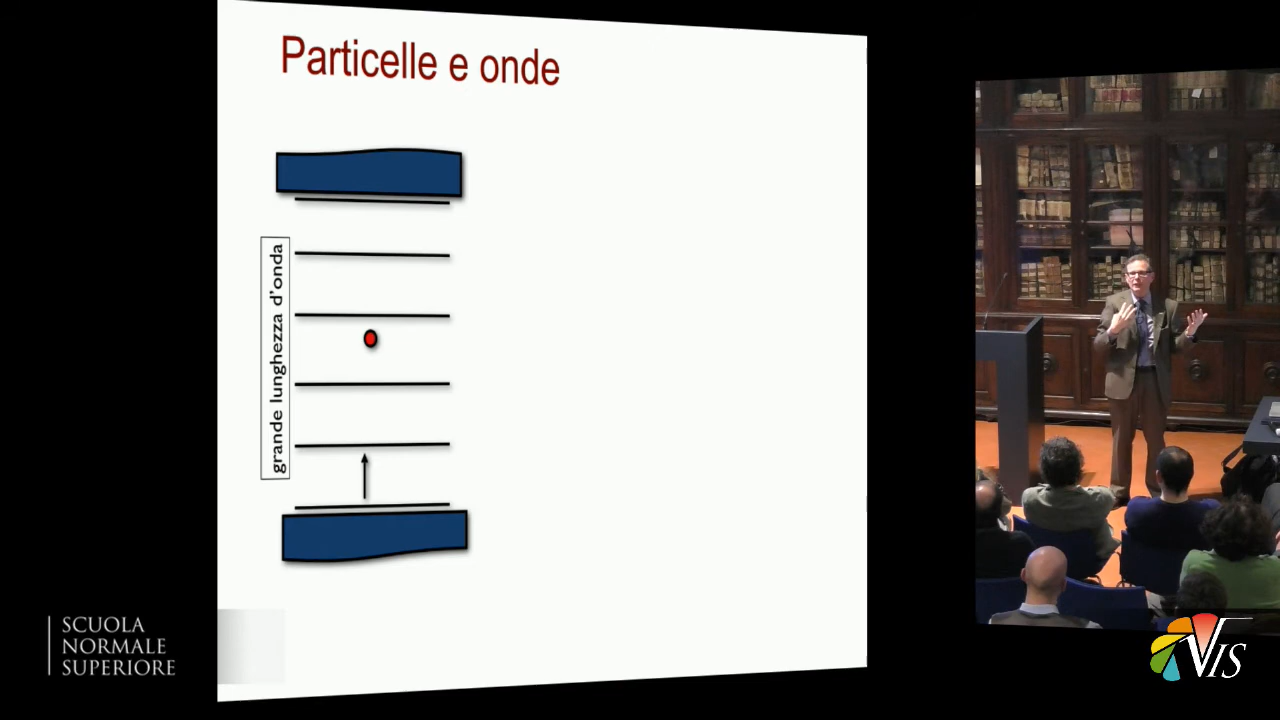 Particelle e onde
grande lunghezza d'onda
SCUOLA
NORMALE
SUPERIORE
VIS